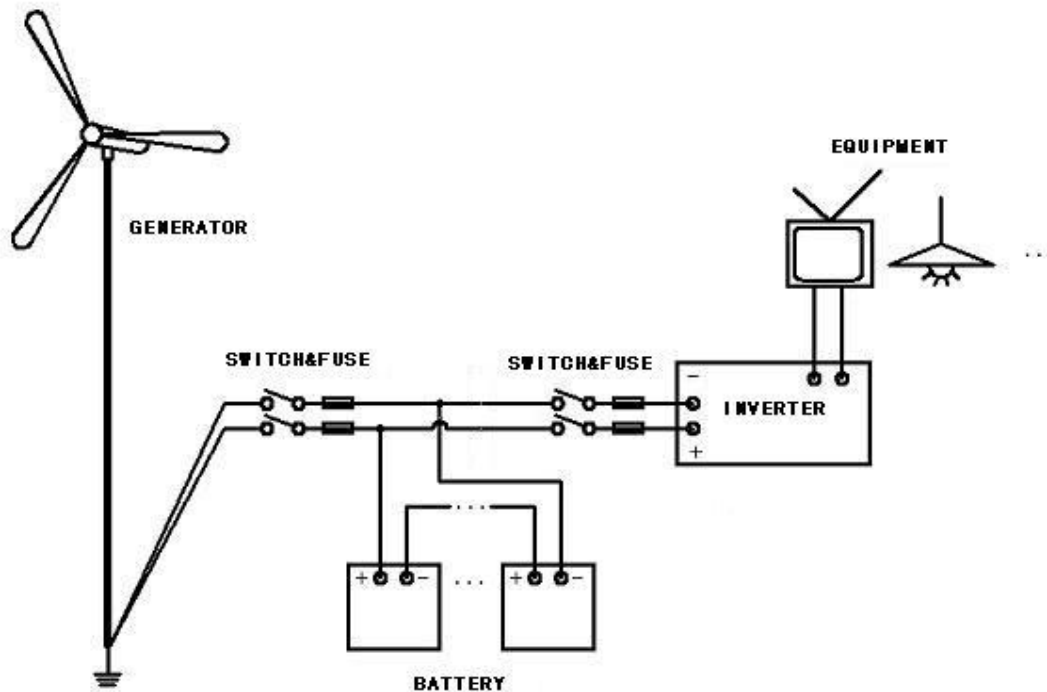 EQUIPMENT
GENERATOR
..
SWITCH&FUSE
SWITCH&FUSE
-
INVERTER
+
...
+ - ... + -
BATTERY